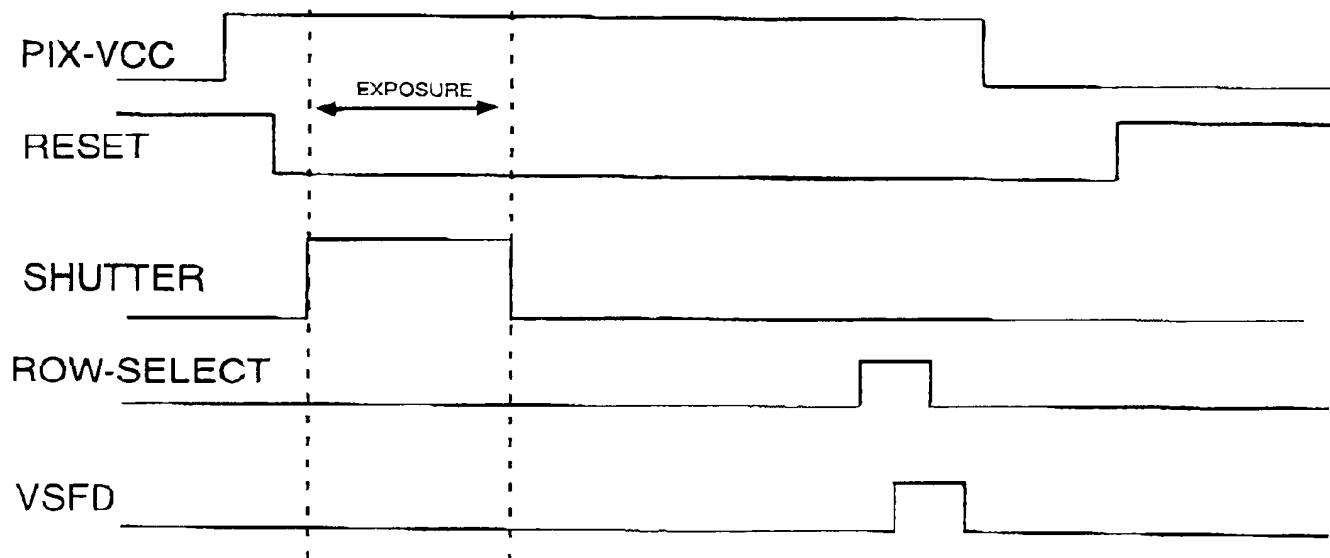 PIX-VCC
EXPOSURE
RESET
SHUTTER
ROW-SELECT
VSFD